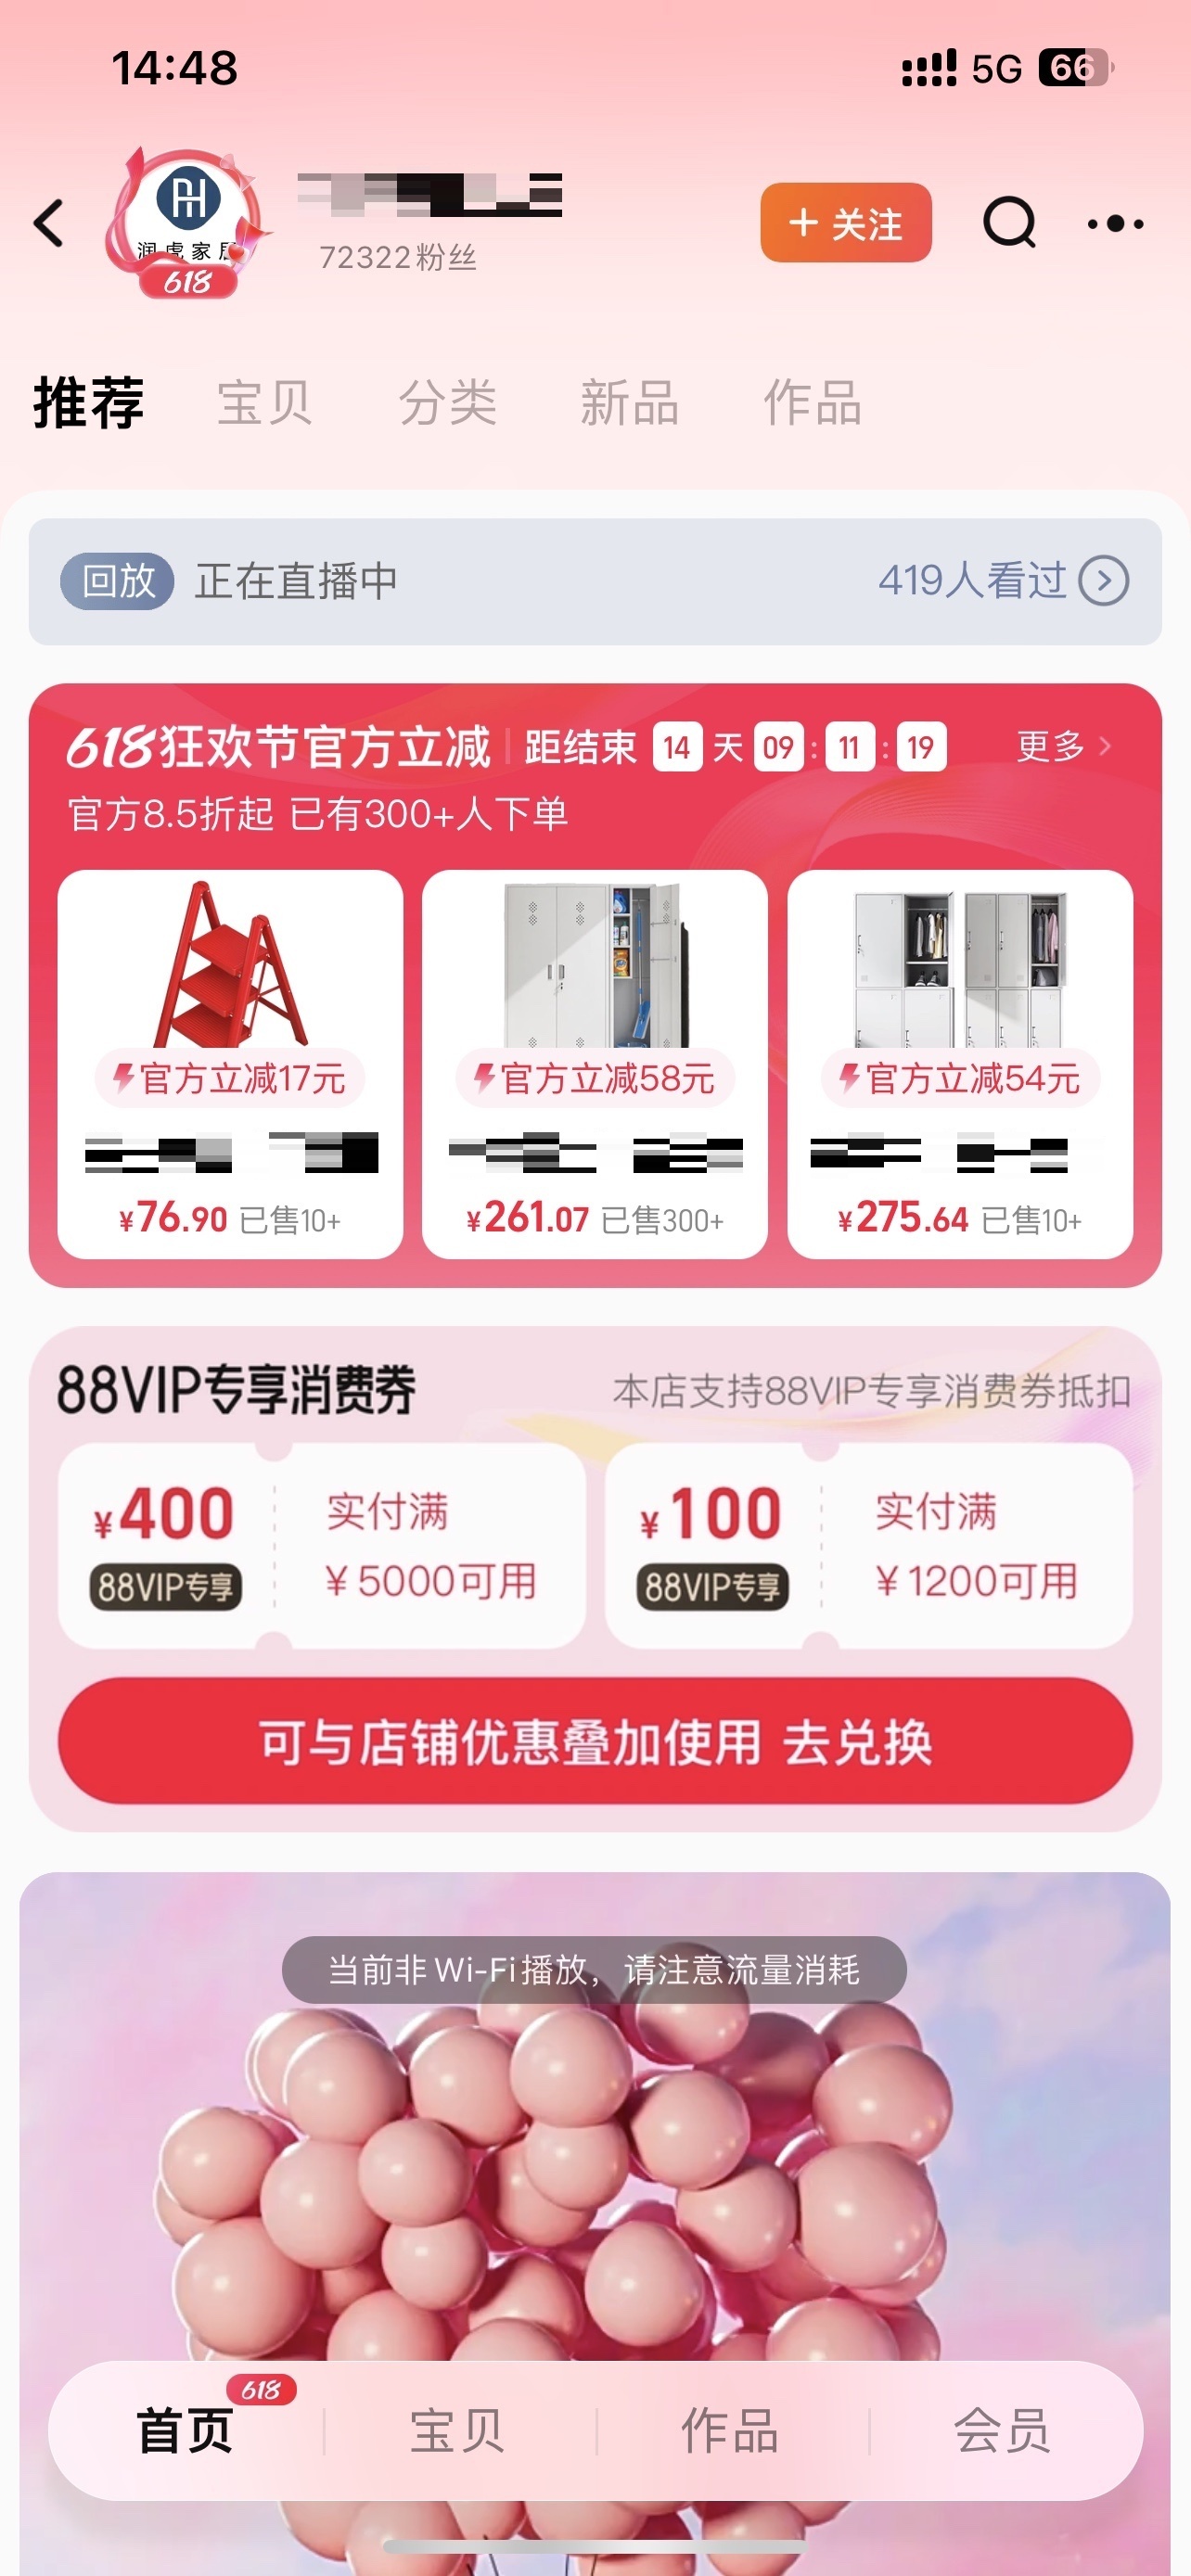 14:48
5G 66
润虎家居
618
72322粉丝
+ 关注
推荐 宝贝 分类 新品 作品
回放 正在直播中 419人看过
618狂欢节官方立减 距结束 14 天 09 : 11 : 19 更多
官方8.5折起 已有300+人下单
官方立减17元 官方立减58元 官方立减54元
¥76.90 已售10+ ¥261.07 已售300+ ¥275.64 已售10+
88VIP专享消费券 本店支持88VIP专享消费券抵扣
¥400 实付满 ¥100 实付满
88VIP专享 ¥5000可用 88VIP专享 ¥1200可用
可与店铺优惠叠加使用 去兑换
当前非Wi-Fi播放，请注意流量消耗
618
首页 宝贝 作品 会员